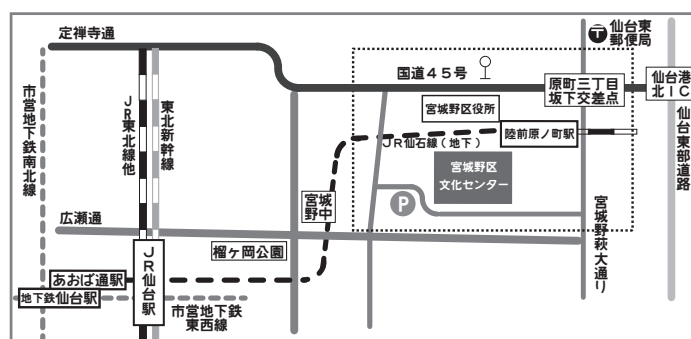 定禅寺通
仙台東
郵便局
国道45号
原町三丁目
坂下交差点
仙台港
北IC
市営地下鉄南北線
JR東北線他
東北新幹線
宮城野区役所
陸前原ノ町駅
JR仙石線（地下）
仙台東部道路
宮城野区
文化センター
宮城
野中
P
宮城野萩大通り
広瀬通
榴ヶ岡公園
JR仙台駅
あおば通駅
地下鉄仙台駅
市営地下鉄
東西線